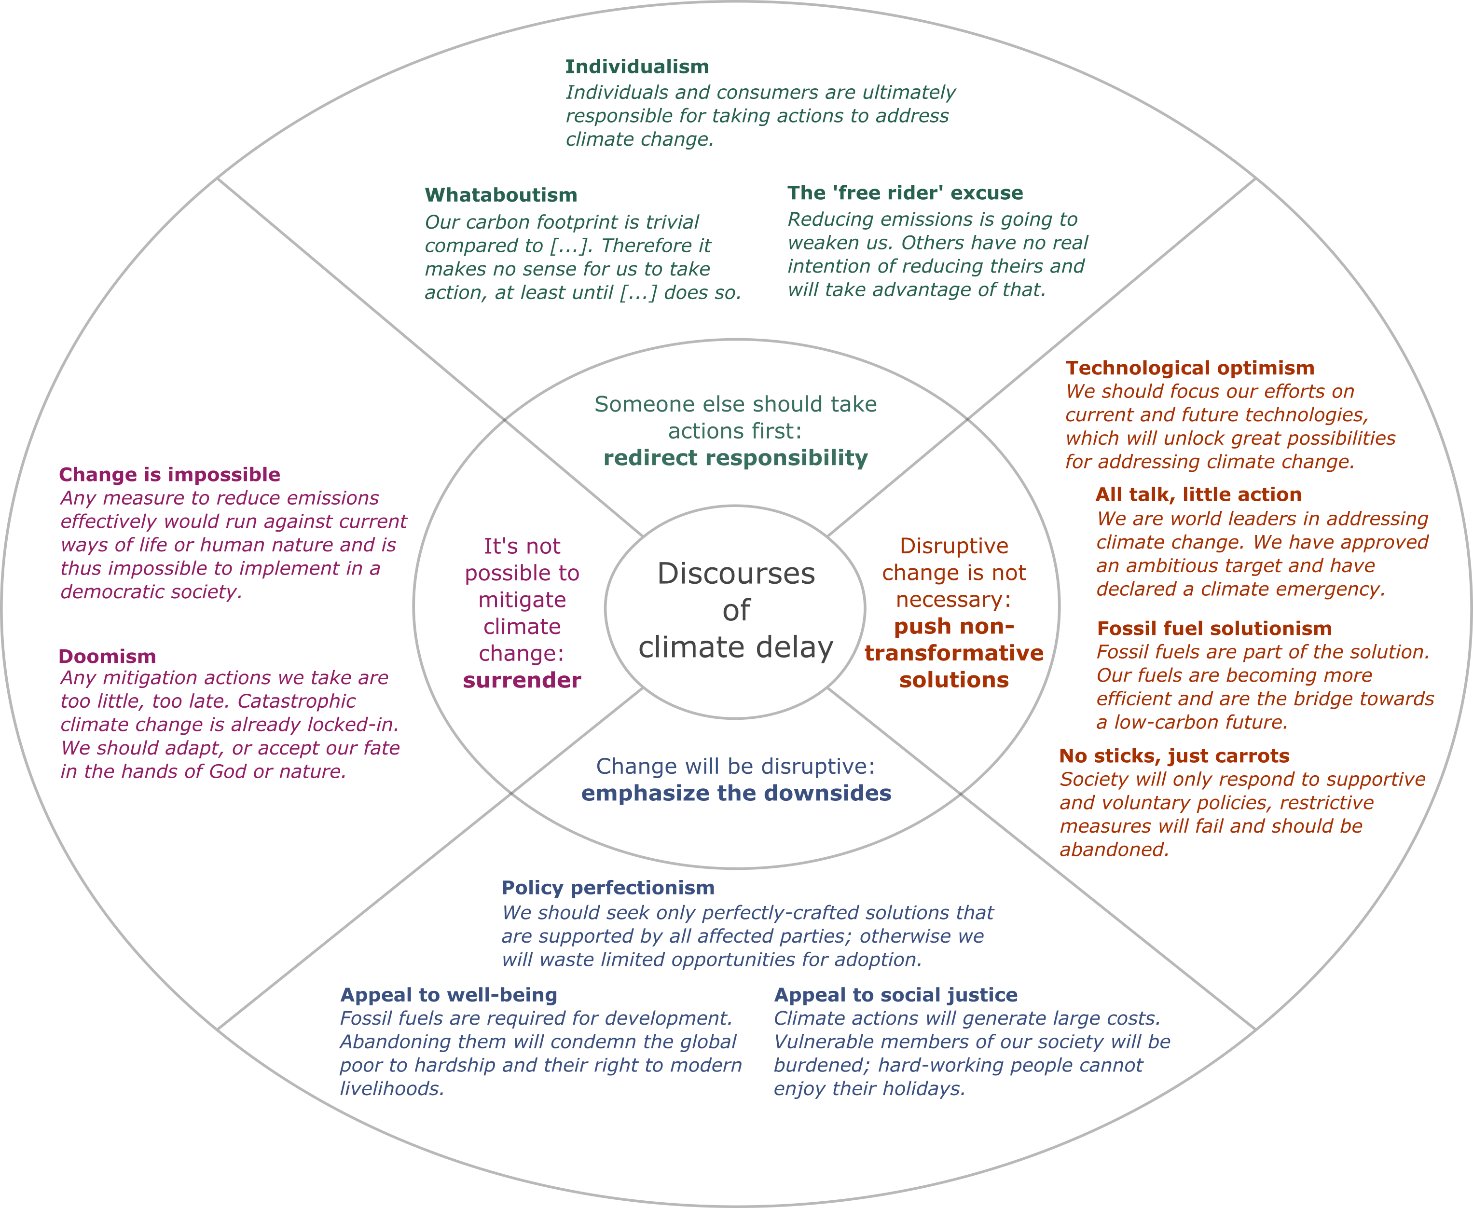 Individualism
Individuals and consumers are ultimately
responsible for taking actions to address
climate change.
Whataboutism
Our carbon footprint is trivial
compared to [...]. Therefore it
makes no sense for us to take
action, at least until [...] does so.
The 'free rider' excuse
Reducing emissions is going to
weaken us. Others have no real
intention of reducing theirs and
will take advantage of that.
Someone else should take
actions first:
redirect responsibility
Technological optimism
We should focus our efforts on
current and future technologies,
which will unlock great possibilities
for addressing climate change.
All talk, little action
We are world leaders in addressing
climate change. We have approved
an ambitious target and have
declared a climate emergency.
Fossil fuel solutionism
Fossil fuels are part of the solution.
Our fuels are becoming more
efficient and are the bridge towards
a low-carbon future.
No sticks, just carrots
Society will only respond to supportive
and voluntary policies, restrictive
measures will fail and should be
abandoned.
Disruptive
change is not
necessary:
push non-
transformative
solutions
Discourses
of
climate delay
It's not
possible to
mitigate
climate
change:
surrender
Change is impossible
Any measure to reduce emissions
effectively would run against current
ways of life or human nature and is
thus impossible to implement in a
democratic society.
Doomism
Any mitigation actions we take are
too little, too late. Catastrophic
climate change is already locked-in.
We should adapt, or accept our fate
in the hands of God or nature.
Change will be disruptive:
emphasize the downsides
Policy perfectionism
We should seek only perfectly-crafted solutions that
are supported by all affected parties; otherwise we
will waste limited opportunities for adoption.
Appeal to well-being
Fossil fuels are required for development.
Abandoning them will condemn the global
poor to hardship and their right to modern
livelihoods.
Appeal to social justice
Climate actions will generate large costs.
Vulnerable members of our society will be
burdened; hard-working people cannot
enjoy their holidays.